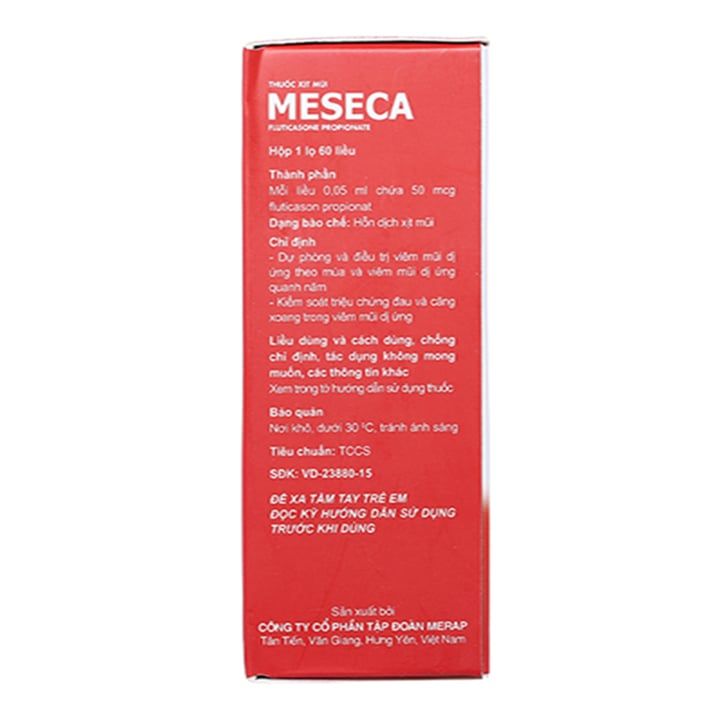 THUỐC XỊT MŨI
MESECA
FLUTICASONE PROPIONATE
Hộp 1 lọ 60 liều
Thành phần
Mỗi liều 0,05 ml chứa 50 mcg
fluticason propionat
Dạng bào chế: Hỗn dịch xịt mũi
Chỉ định
- Dự phòng và điều trị viêm mũi dị
ứng theo mùa và viêm mũi dị ứng
quanh năm
- Kiểm soát triệu chứng đau và căng
xoang trong viêm mũi dị ứng
Liều dùng và cách dùng, chống
chỉ định, tác dụng không mong
muốn, các thông tin khác
Xem trong tờ hướng dẫn sử dụng thuốc
Bảo quản
Nơi khô, dưới 30 ºC, tránh ánh sáng
Tiêu chuẩn: TCCS
SĐK: VD-23880-15
ĐỂ XA TẦM TAY TRẺ EM
ĐỌC KỸ HƯỚNG DẪN SỬ DỤNG
TRƯỚC KHI DÙNG
Sản xuất bởi
CÔNG TY CỔ PHẦN TẬP ĐOÀN MERAP
Tân Tiến, Văn Giang, Hưng Yên, Việt Nam